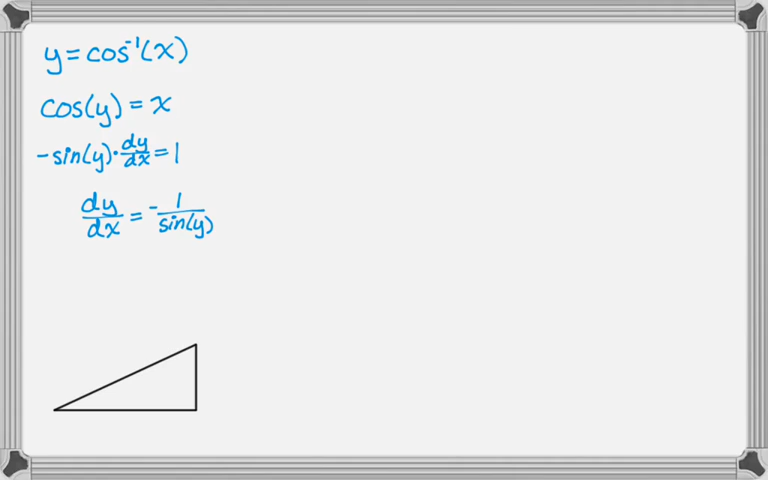 y = cos⁻¹(x)
cos(y) = x
-sin(y)·dy/dx = 1
dy/dx = -1/sin(y)